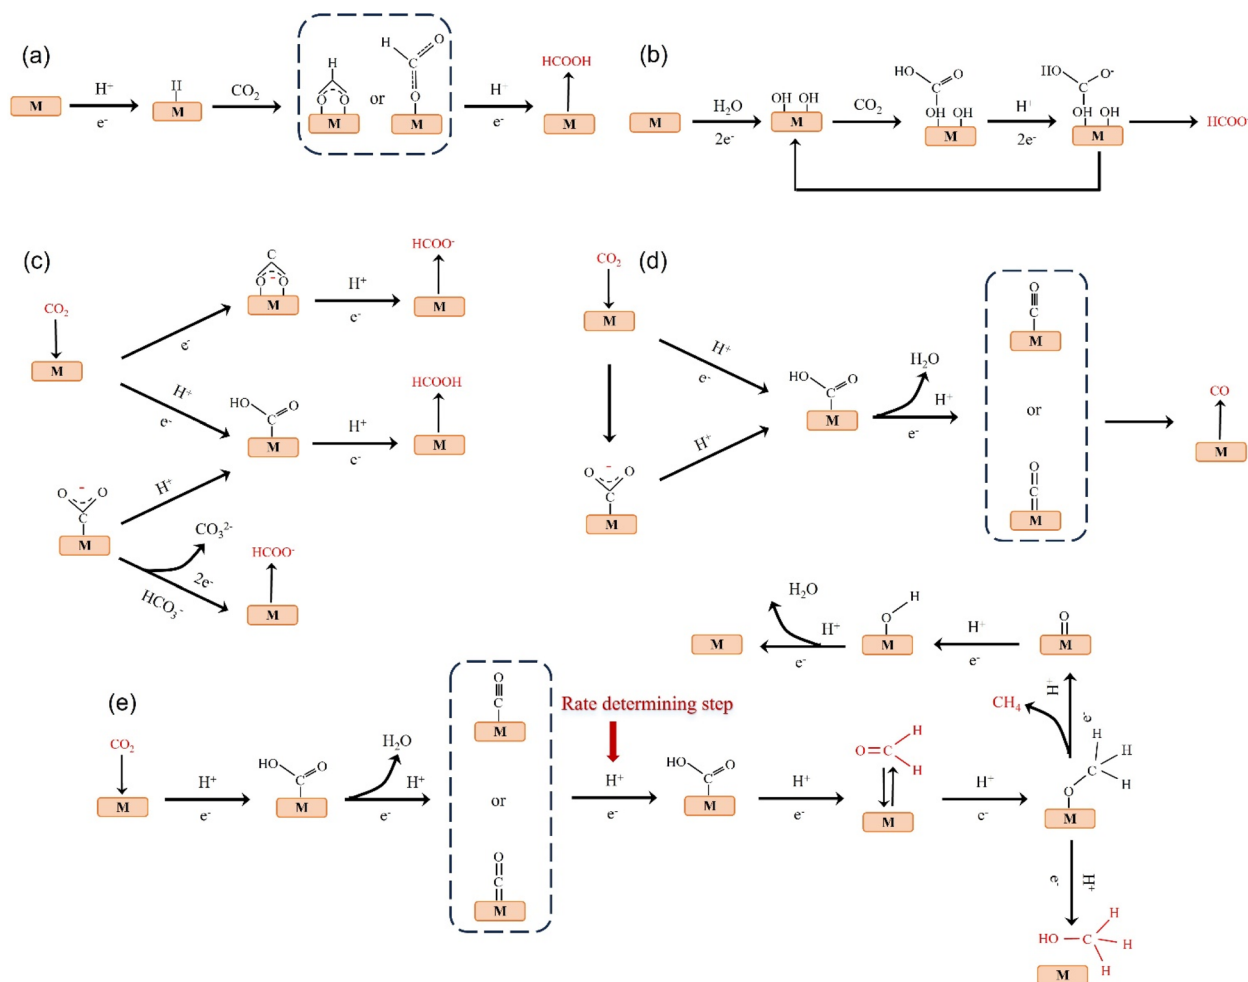 (a)
M
H⁺
e⁻
H
M
CO₂
H
O O
M
or
H
C
O
O
M
H⁺
e⁻
HCOOH
M
(b)
M
H₂O
2e⁻
OH OH
M
CO₂
HO
C
O
OH OH
M
H⁺
2e⁻
HO
C
O•
OH OH
M
HCOO⁻
(c)
CO₂
M
e⁻
C
O - O
M
H⁺
e⁻
HCOO⁻
M
H⁺
e⁻
HO
C
O
M
H⁺
e⁻
HCOOH
M
O - O
C
M
H⁺
CO₃²⁻
2e⁻
HCO₃⁻
HCOO⁻
M
(d)
CO₂
M
H⁺
e⁻
O - O
C
M
H⁺
HO
C
O
M
H₂O
H⁺
e⁻
O
C
M
or
O
C
M
CO
M
(e)
CO₂
M
H⁺
e⁻
HO
C
O
M
H₂O
H⁺
e⁻
O
C
M
or
O
C
M
Rate determining step
H⁺
e⁻
HO
C
O
M
H⁺
e⁻
O C
H
H
M
H⁺
e⁻
H
H
C
H
O
M
CH₄
H⁺
e⁻
O
M
H⁺
e⁻
H
O
M
H₂O
H⁺
e⁻
M
e⁻
H⁺
HO C
H
H
H
M